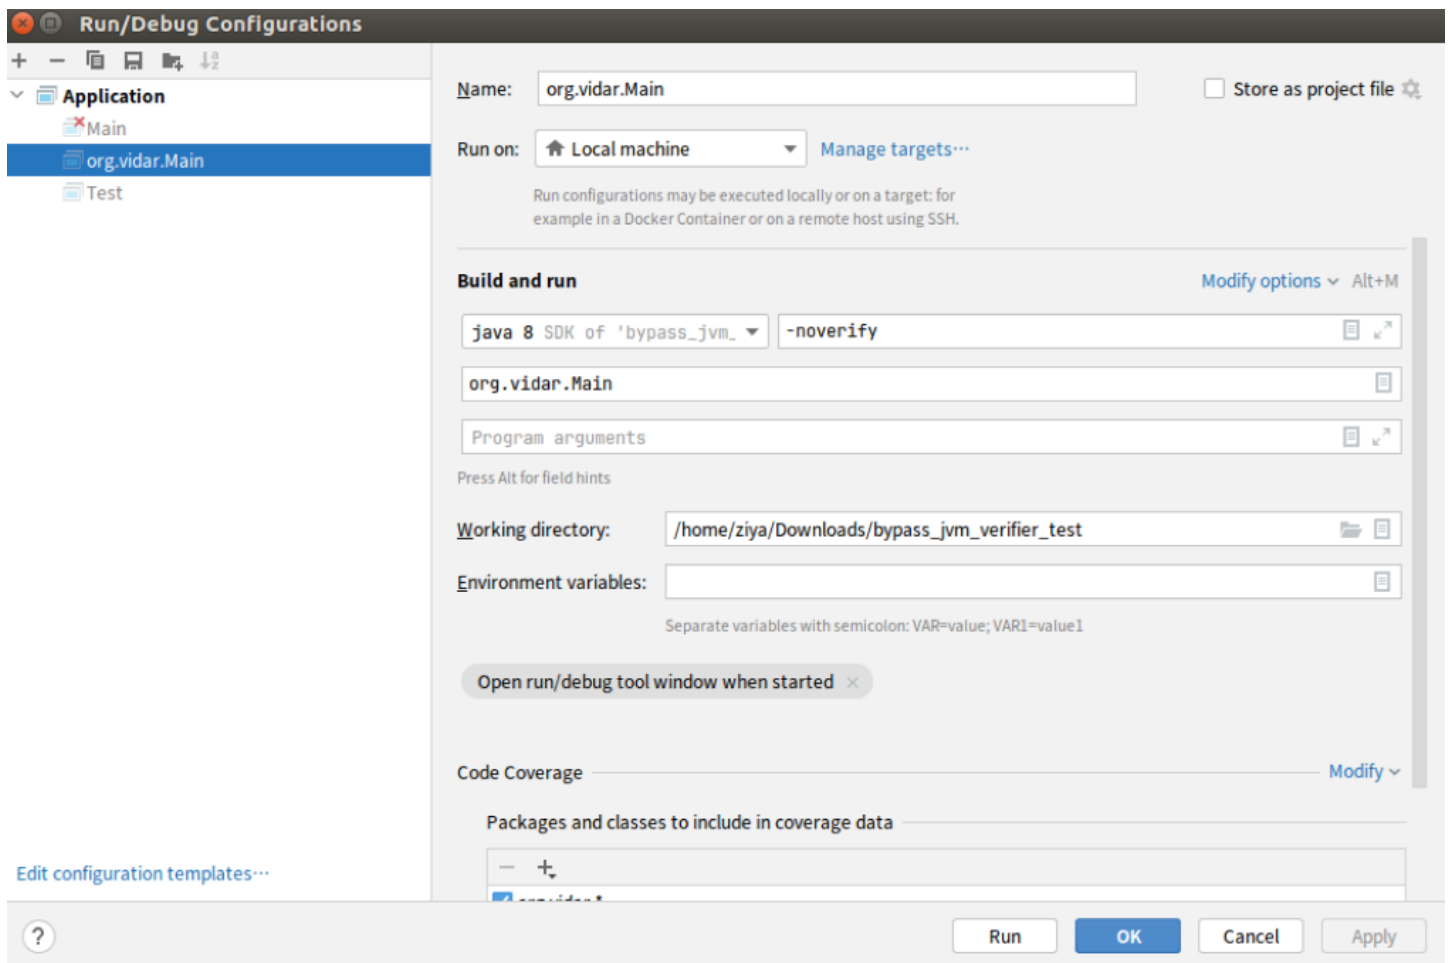 Run/Debug Configurations
Application
Main
org.vidar.Main
Test
Edit configuration templates...
Name: org.vidar.Main
Store as project file
Run on: Local machine Manage targets...
Run configurations may be executed locally or on a target: for
example in a Docker Container or on a remote host using SSH.
Build and run Modify options Alt+M
java 8 SDK of 'bypass_jvm_ -noverify
org.vidar.Main
Program arguments
Press Alt for field hints
Working directory: /home/ziya/Downloads/bypass_jvm_verifier_test
Environment variables:
Separate variables with semicolon: VAR=value; VAR1=value1
Open run/debug tool window when started
Code Coverage Modify
Packages and classes to include in coverage data
? Run OK Cancel Apply